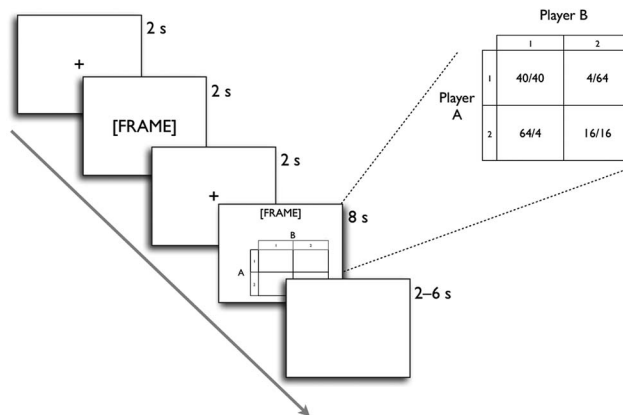 2 s
+
2 s
[FRAME]
2 s
+
8 s
[FRAME]
B
1 2
A
1
2
2–6 s
Player B
1 2
Player
A
1 40/40 4/64
2 64/4 16/16